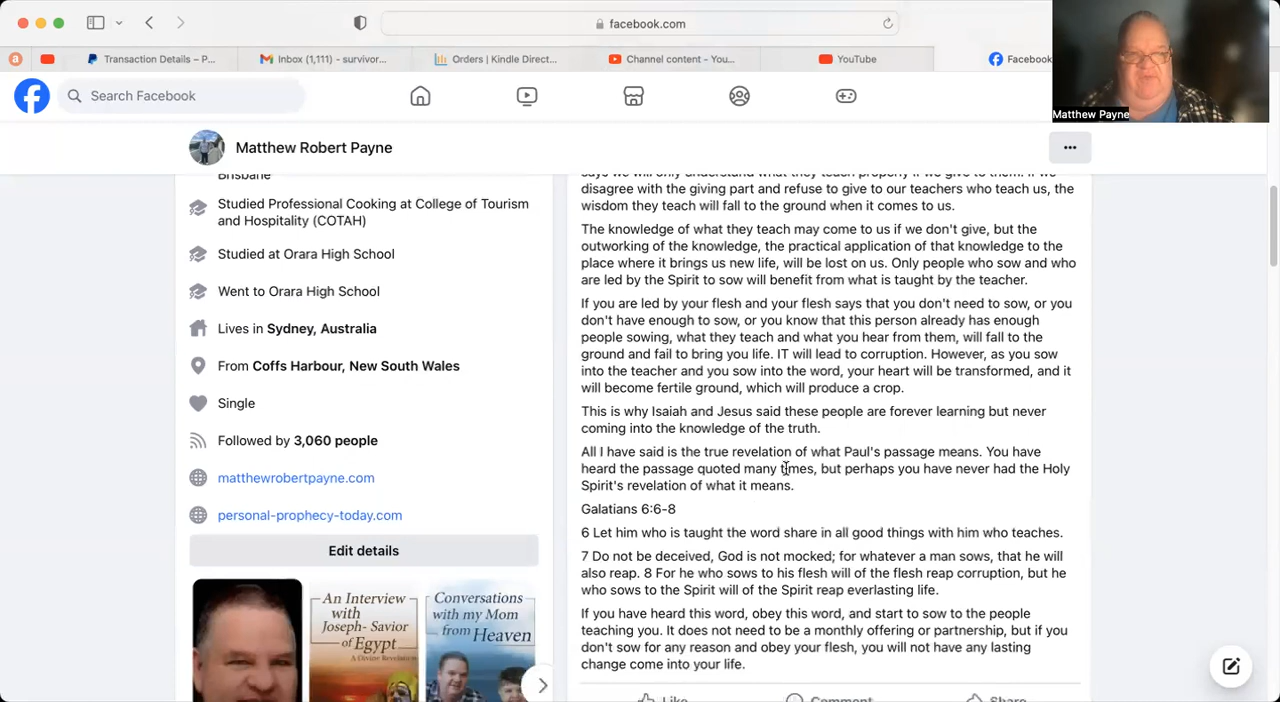 facebook.com
a
Transaction Details – P...
Inbox (1,111) - survivor...
Orders | Kindle Direct...
Channel content - You...
YouTube
Facebook
Matthew Payne
Search Facebook
Matthew Robert Payne
Brisbane
Studied Professional Cooking at College of Tourism
and Hospitality (COTAH)
Studied at Orara High School
Went to Orara High School
Lives in Sydney, Australia
From Coffs Harbour, New South Wales
Single
Followed by 3,060 people
matthewrobertpayne.com
personal-prophecy-today.com
Edit details
An Interview
with
Joseph- Savior
of Egypt
A Divine Revelation
Conversations
with my Mom
from Heaven
says we will only understand what they teach properly if we give to them. If we
disagree with the giving part and refuse to give to our teachers who teach us, the
wisdom they teach will fall to the ground when it comes to us.
The knowledge of what they teach may come to us if we don't give, but the
outworking of the knowledge, the practical application of that knowledge to the
place where it brings us new life, will be lost on us. Only people who sow and who
are led by the Spirit to sow will benefit from what is taught by the teacher.
If you are led by your flesh and your flesh says that you don't need to sow, or you
don't have enough to sow, or you know that this person already has enough
people sowing, what they teach and what you hear from them, will fall to the
ground and fail to bring you life. IT will lead to corruption. However, as you sow
into the teacher and you sow into the word, your heart will be transformed, and it
will become fertile ground, which will produce a crop.
This is why Isaiah and Jesus said these people are forever learning but never
coming into the knowledge of the truth.
All I have said is the true revelation of what Paul's passage means. You have
heard the passage quoted many times, but perhaps you have never had the Holy
Spirit's revelation of what it means.
Galatians 6:6-8
6 Let him who is taught the word share in all good things with him who teaches.
7 Do not be deceived, God is not mocked; for whatever a man sows, that he will
also reap. 8 For he who sows to his flesh will of the flesh reap corruption, but he
who sows to the Spirit will of the Spirit reap everlasting life.
If you have heard this word, obey this word, and start to sow to the people
teaching you. It does not need to be a monthly offering or partnership, but if you
don't sow for any reason and obey your flesh, you will not have any lasting
change come into your life.
Like
Comment
Share